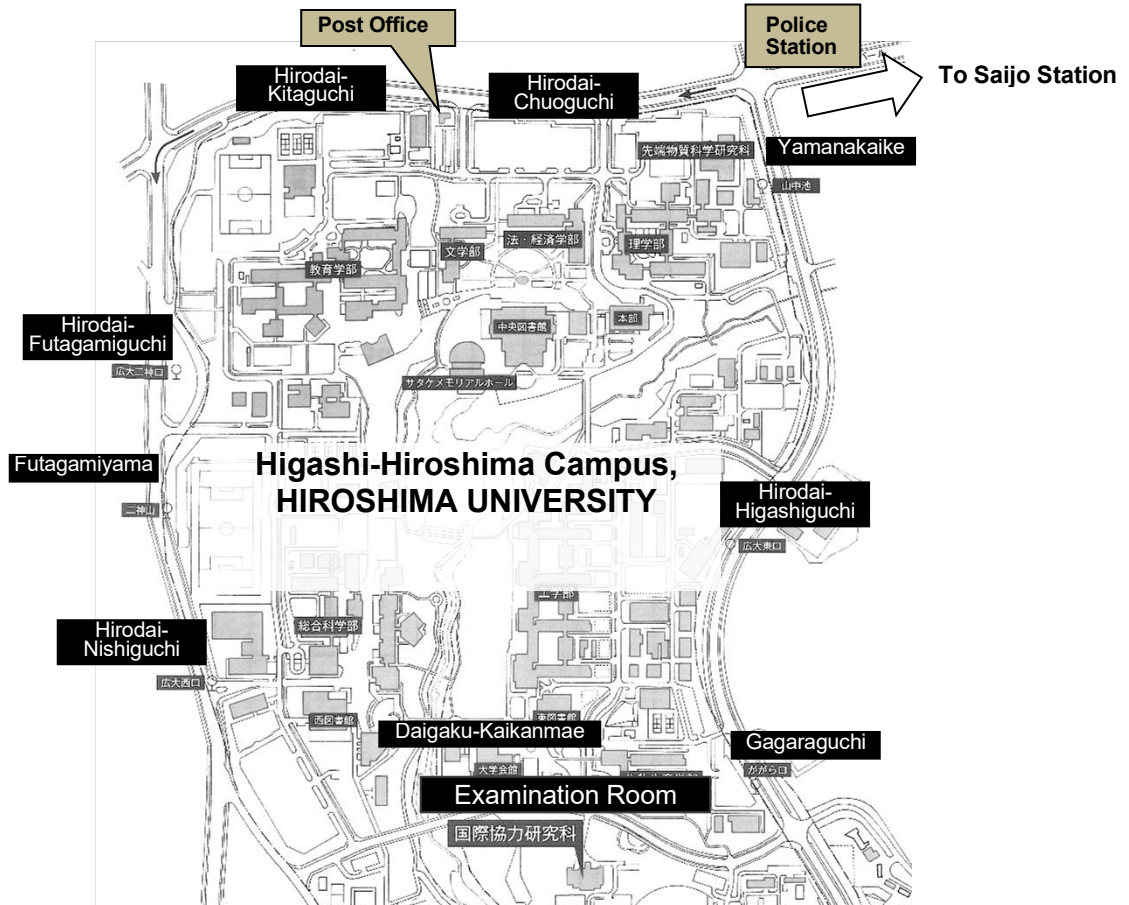 Post Office
Police
Station
To Saijo Station
Hirodai-
Kitaguchi
Hirodai-
Chuoguchi
先端物質科学研究科
Yamanakaike
山中池
教育学部
文学部
法・経済学部
理学部
Hirodai-
Futagamiguchi
広大二神口
中央図書館
本部
サタケメモリアルホール
Futagamiyama
二神山
Higashi-Hiroshima Campus,
HIROSHIMA UNIVERSITY
Hirodai-
Higashiguchi
広大東口
工学部
Hirodai-
Nishiguchi
広大西口
総合科学部
西図書館
東図書館
Daigaku-Kaikanmae
Gagaraguchi
ががら口
大学会館
Examination Room
国際協力研究科